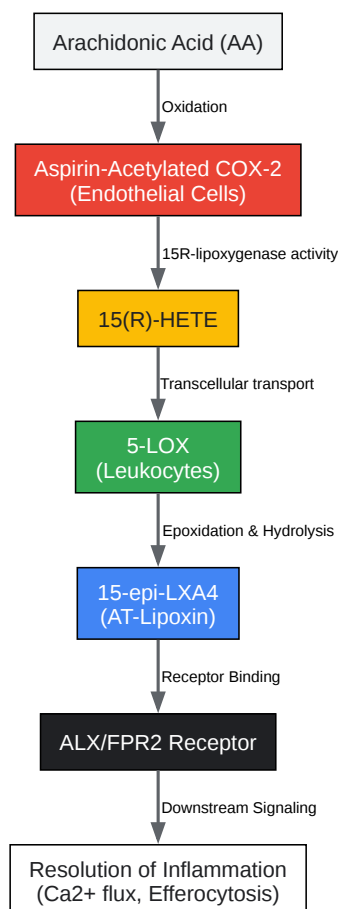 Arachidonic Acid (AA)
Oxidation
Aspirin-Acetylated COX-2
(Endothelial Cells)
15R-lipoxygenase activity
15(R)-HETE
Transcellular transport
5-LOX
(Leukocytes)
Epoxidation & Hydrolysis
15-epi-LXA4
(AT-Lipoxin)
Receptor Binding
ALX/FPR2 Receptor
Downstream Signaling
Resolution of Inflammation
(Ca2+ flux, Efferocytosis)